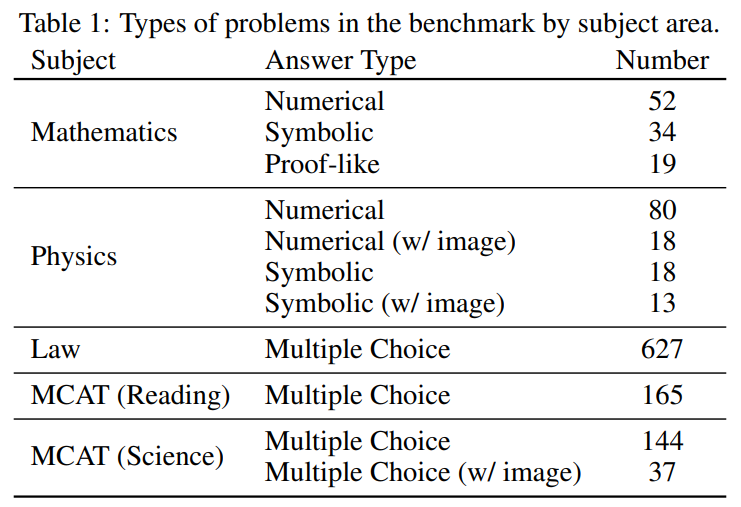 Table 1: Types of problems in the benchmark by subject area.
Subject Answer Type Number
Mathematics Numerical 52
Symbolic 34
Proof-like 19
Physics Numerical 80
Numerical (w/ image) 18
Symbolic 18
Symbolic (w/ image) 13
Law Multiple Choice 627
MCAT (Reading) Multiple Choice 165
MCAT (Science) Multiple Choice 144
Multiple Choice (w/ image) 37